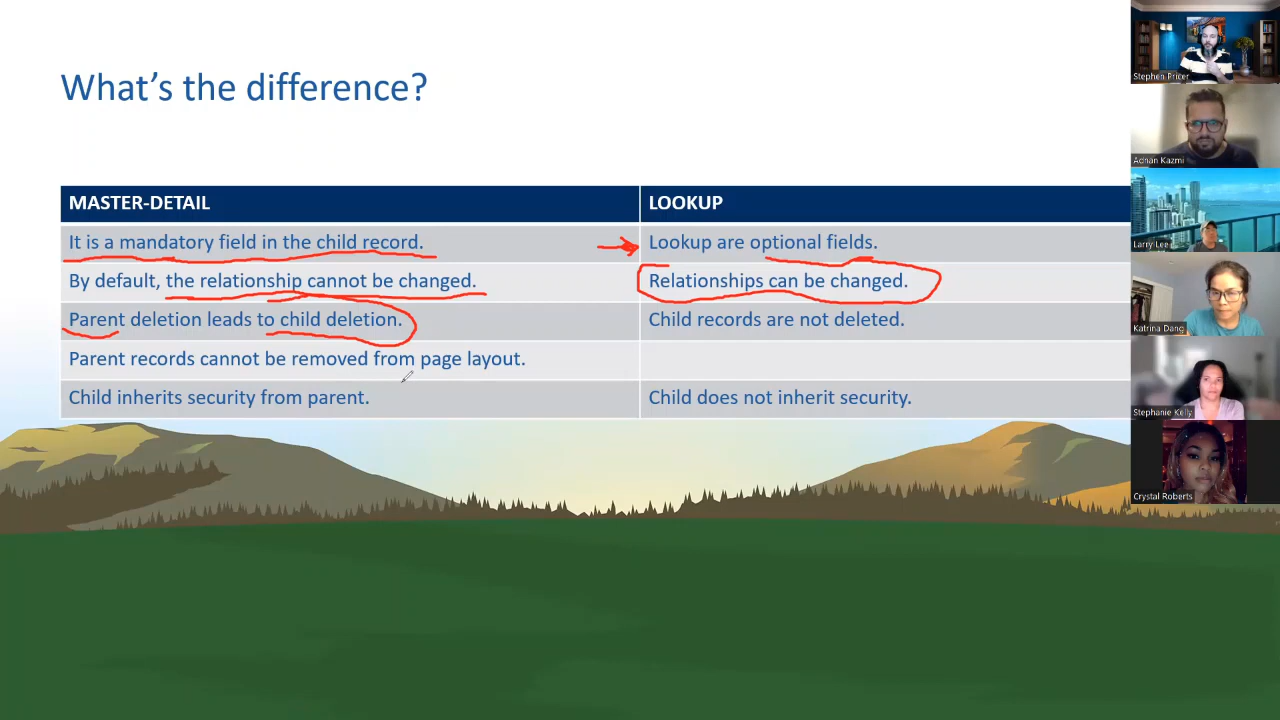 What's the difference?
MASTER-DETAIL LOOKUP
It is a mandatory field in the child record. Lookup are optional fields.
By default, the relationship cannot be changed. Relationships can be changed.
Parent deletion leads to child deletion. Child records are not deleted.
Parent records cannot be removed from page layout.
Child inherits security from parent. Child does not inherit security.
Stephen Pricer
Adnan Kazmi
Larry Lee
Katrina Dang
Stephanie Kelly
Crystal Roberts